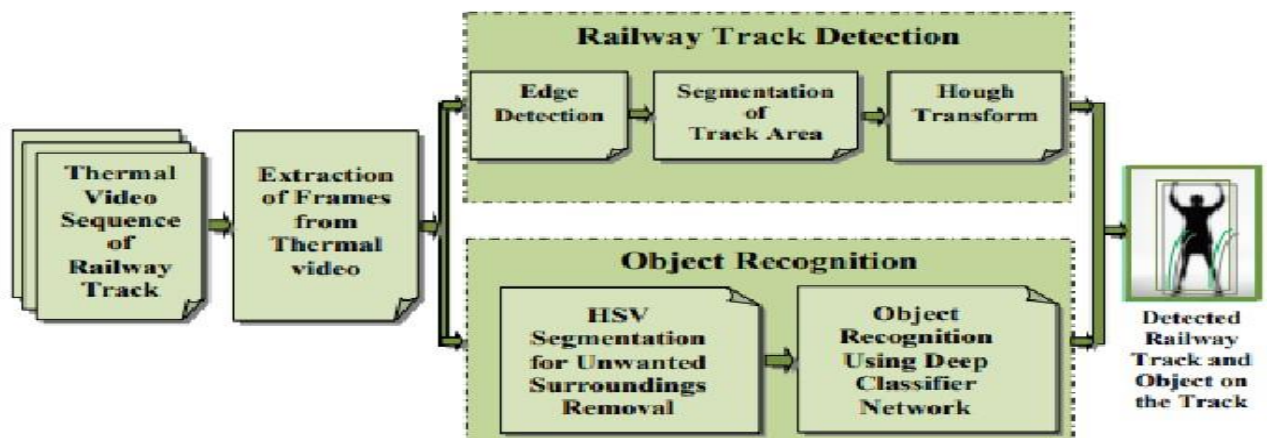 Railway Track Detection
Edge
Detection
Segmentation
of
Track Area
Hough
Transform
Thermal
Video
Sequence
of
Railway
Track
Extraction
of Frames
from
Thermal
video
Object Recognition
HSV
Segmentation
for Unwanted
Surroundings
Removal
Object
Recognition
Using Deep
Classifier
Network
Detected
Railway
Track and
Object on
the Track